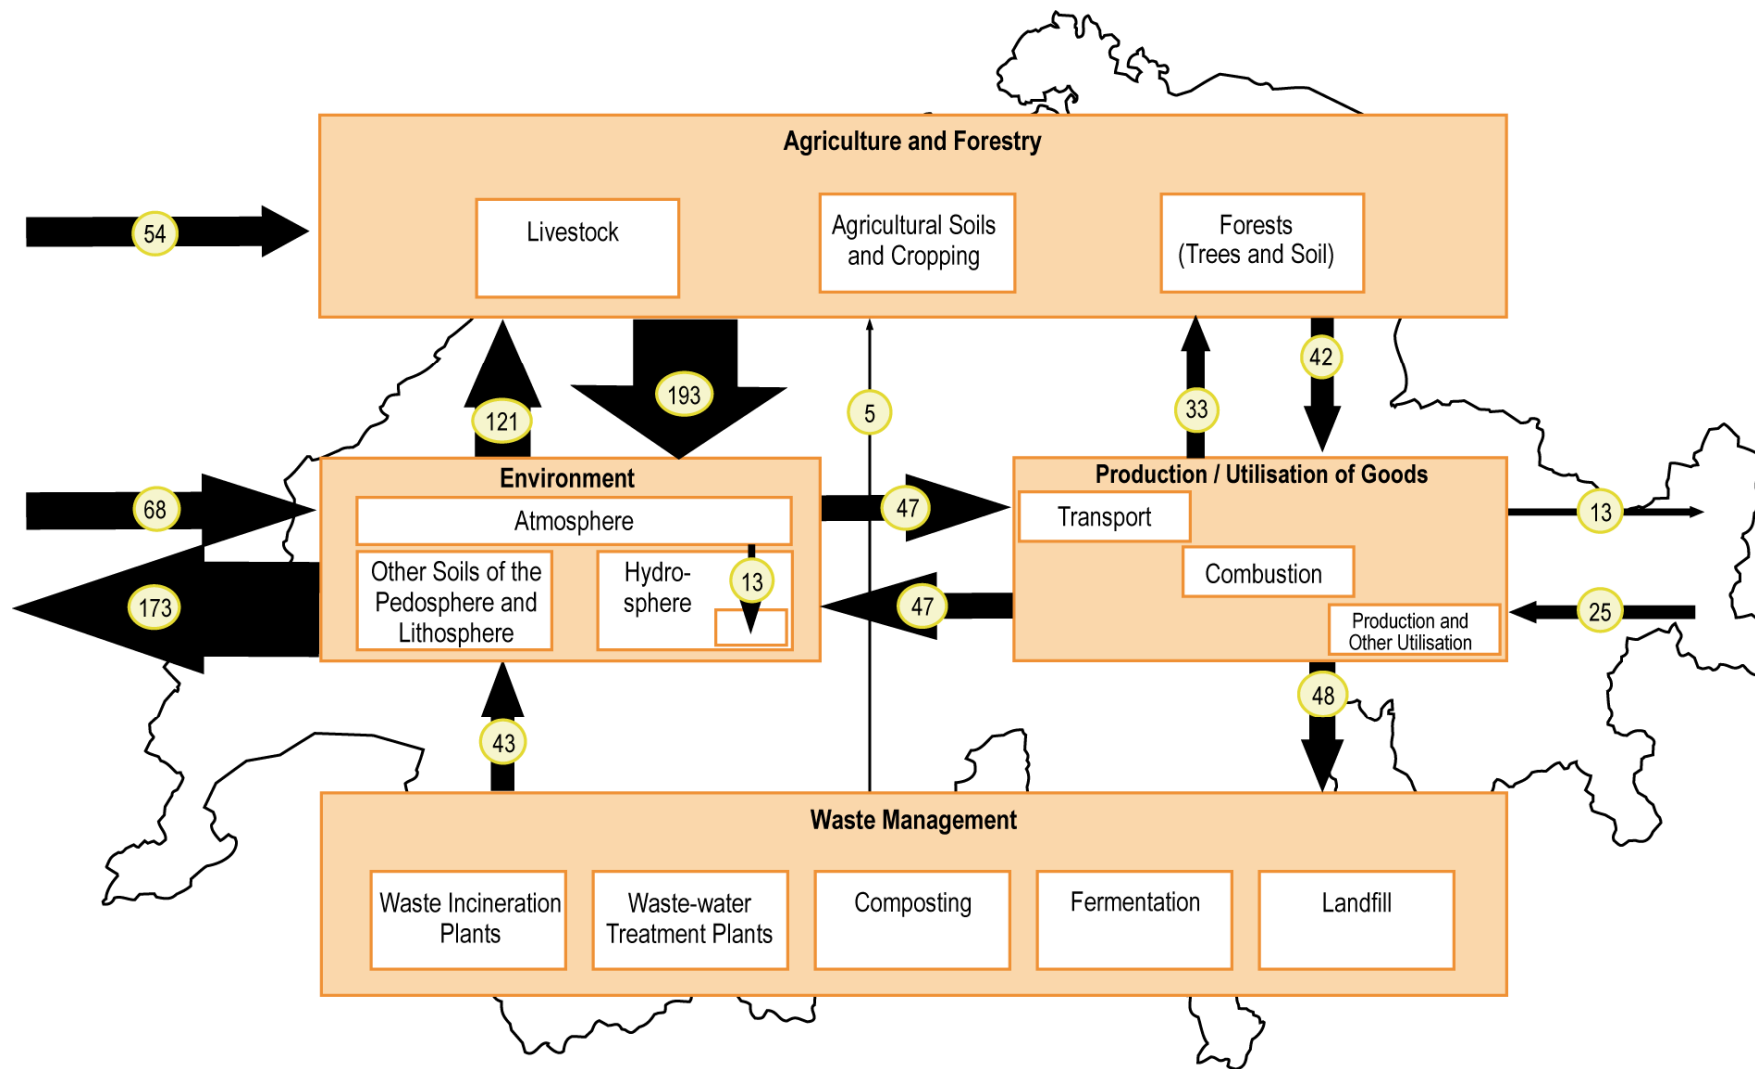 Agriculture and Forestry
54
Livestock
Agricultural Soils
and Cropping
Forests
(Trees and Soil)
121
193
5
33
42
68
173
Environment
Atmosphere
Other Soils of the
Pedosphere and
Lithosphere
Hydro-
sphere
13
47
47
Production / Utilisation of Goods
Transport
Combustion
Production and
Other Utilisation
13
25
43
48
Waste Management
Waste Incineration
Plants
Waste-water
Treatment Plants
Composting
Fermentation
Landfill